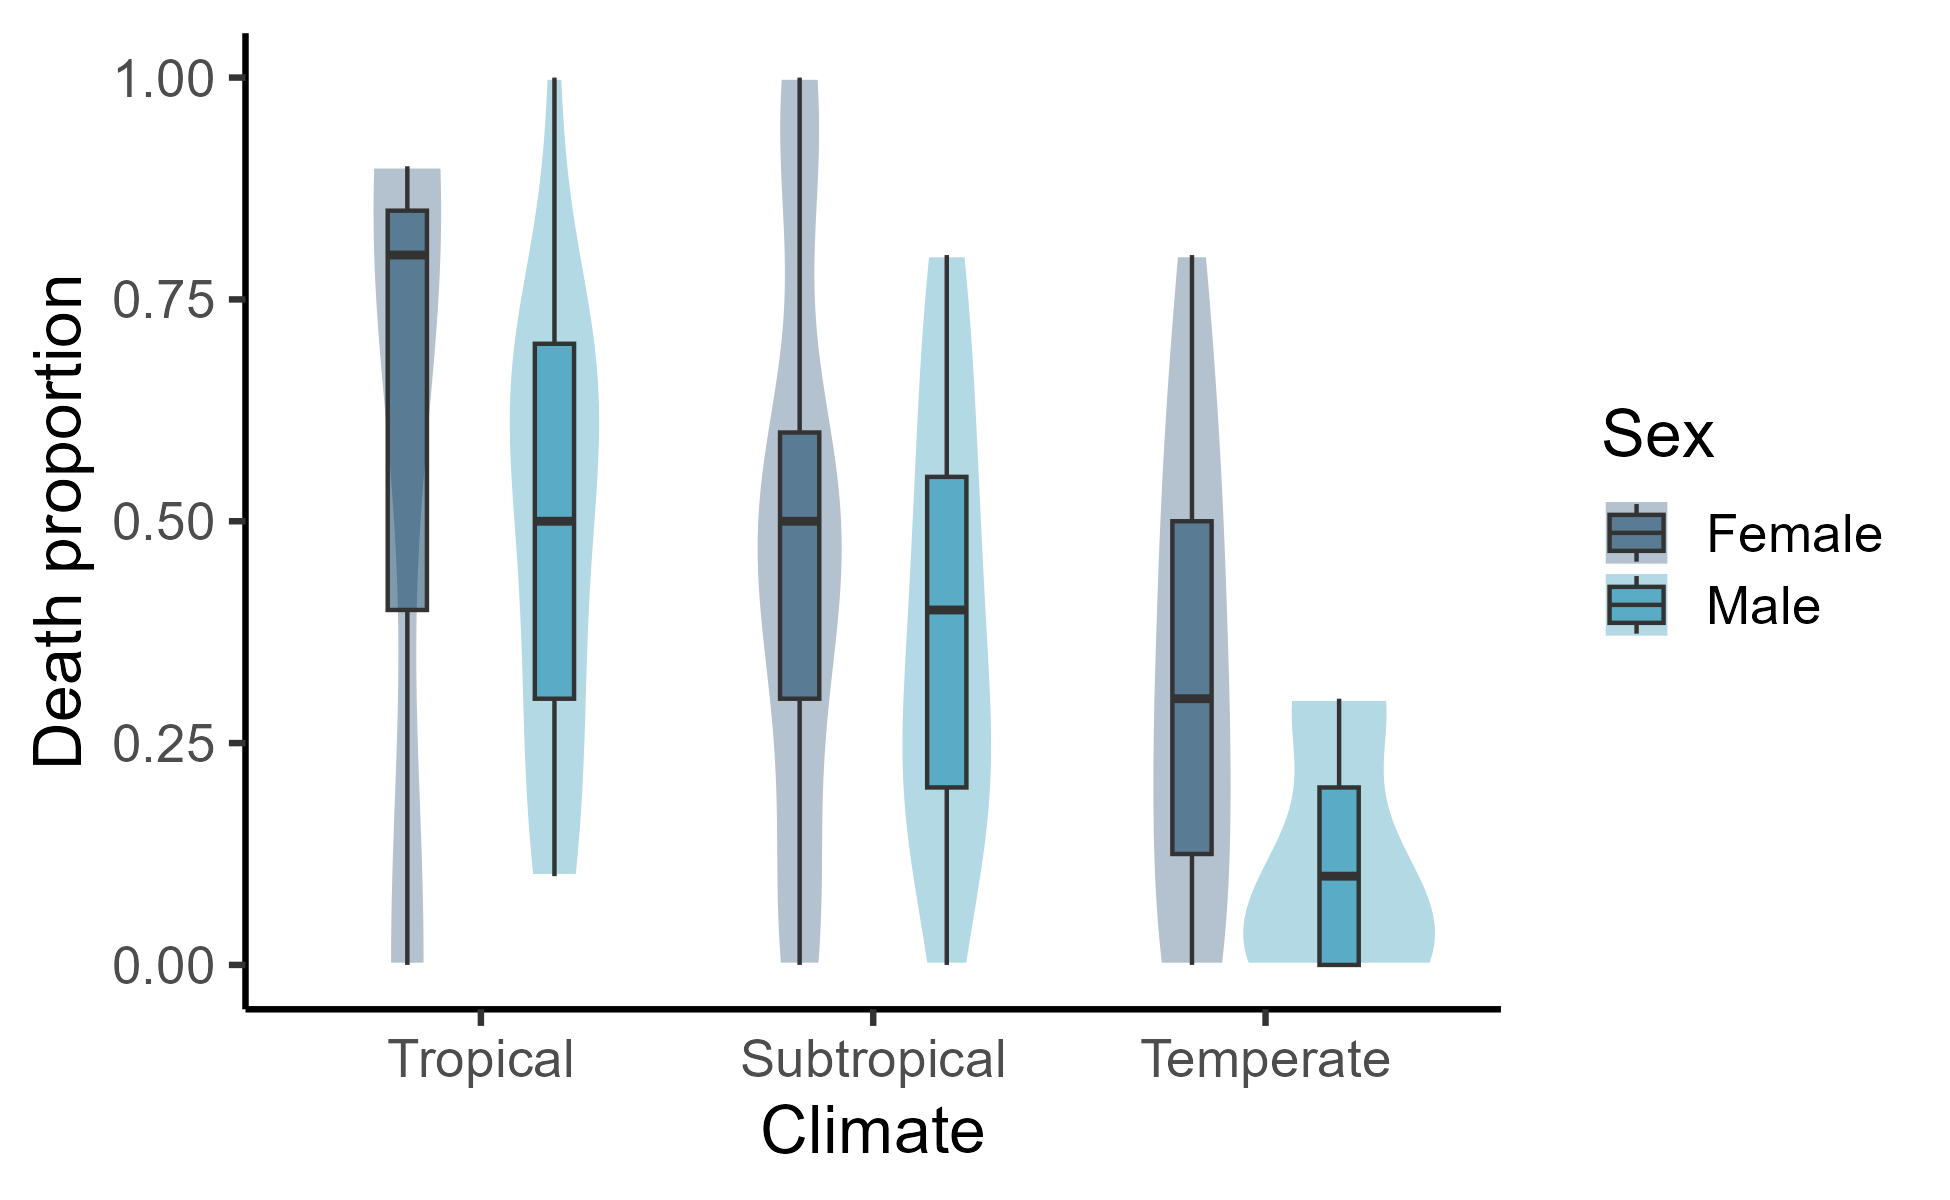 Death proportion
1.00
0.75
0.50
0.25
0.00
Tropical
Subtropical
Temperate
Climate
Sex
Female
Male